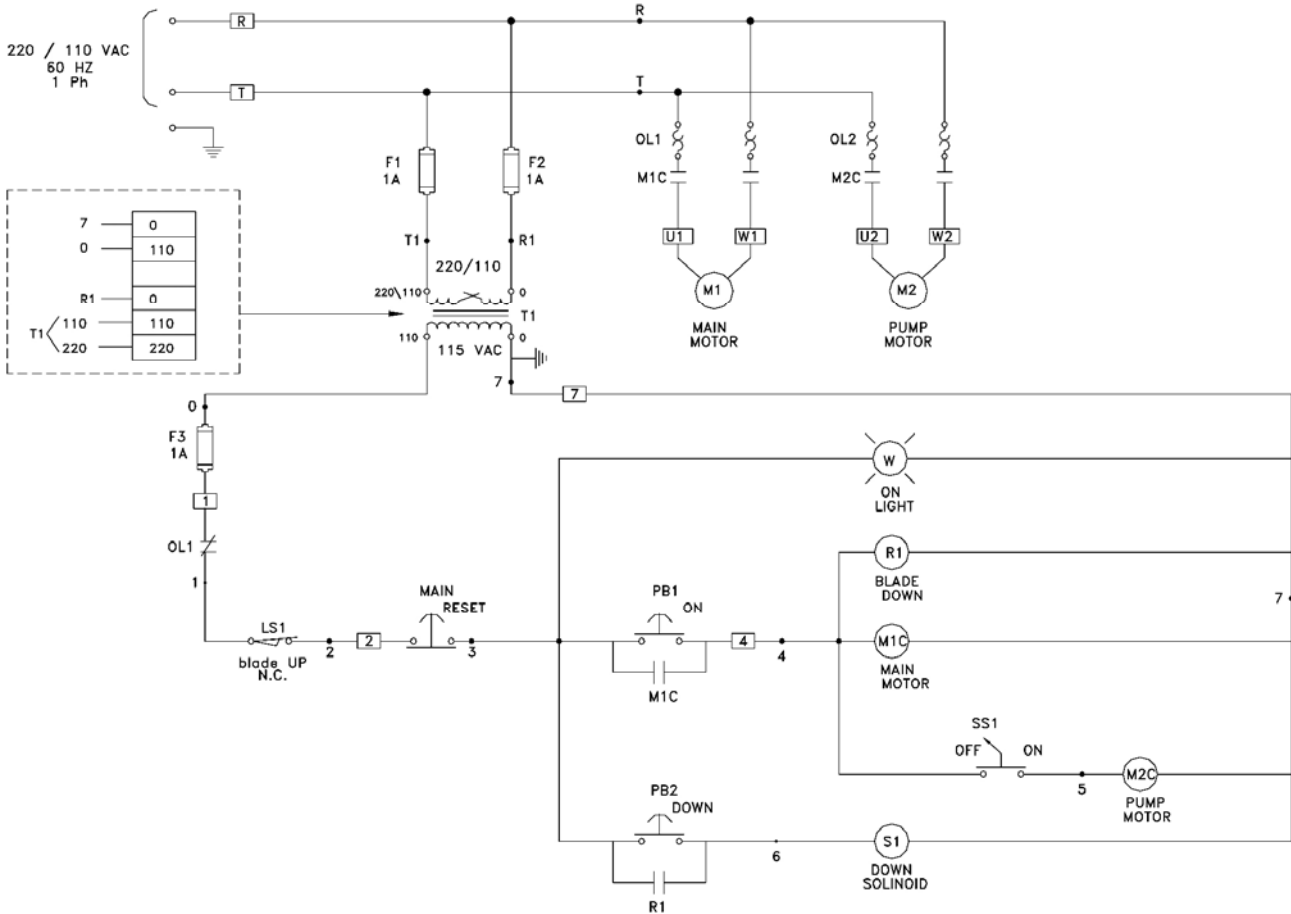 220 / 110 VAC
60 HZ
1 Ph
R
R
T
T
F1
1A
F2
1A
OL1
OL2
M1C
M2C
T1
R1
U1
W1
U2
W2
M1
M2
MAIN
MOTOR
PUMP
MOTOR
7
0
0
110
R1
0
T1
110
110
220
220
220/110
220\110
0
T1
110
0
115 VAC
7
7
0
F3
1A
1
OL1
1
W
ON
LIGHT
R1
BLADE
DOWN
7
LS1
blade UP
N.C.
2
2
MAIN
RESET
3
PB1
ON
M1C
4
4
M1C
MAIN
MOTOR
SS1
OFF
ON
5
M2C
PUMP
MOTOR
PB2
DOWN
R1
6
S1
DOWN
SOLINOID